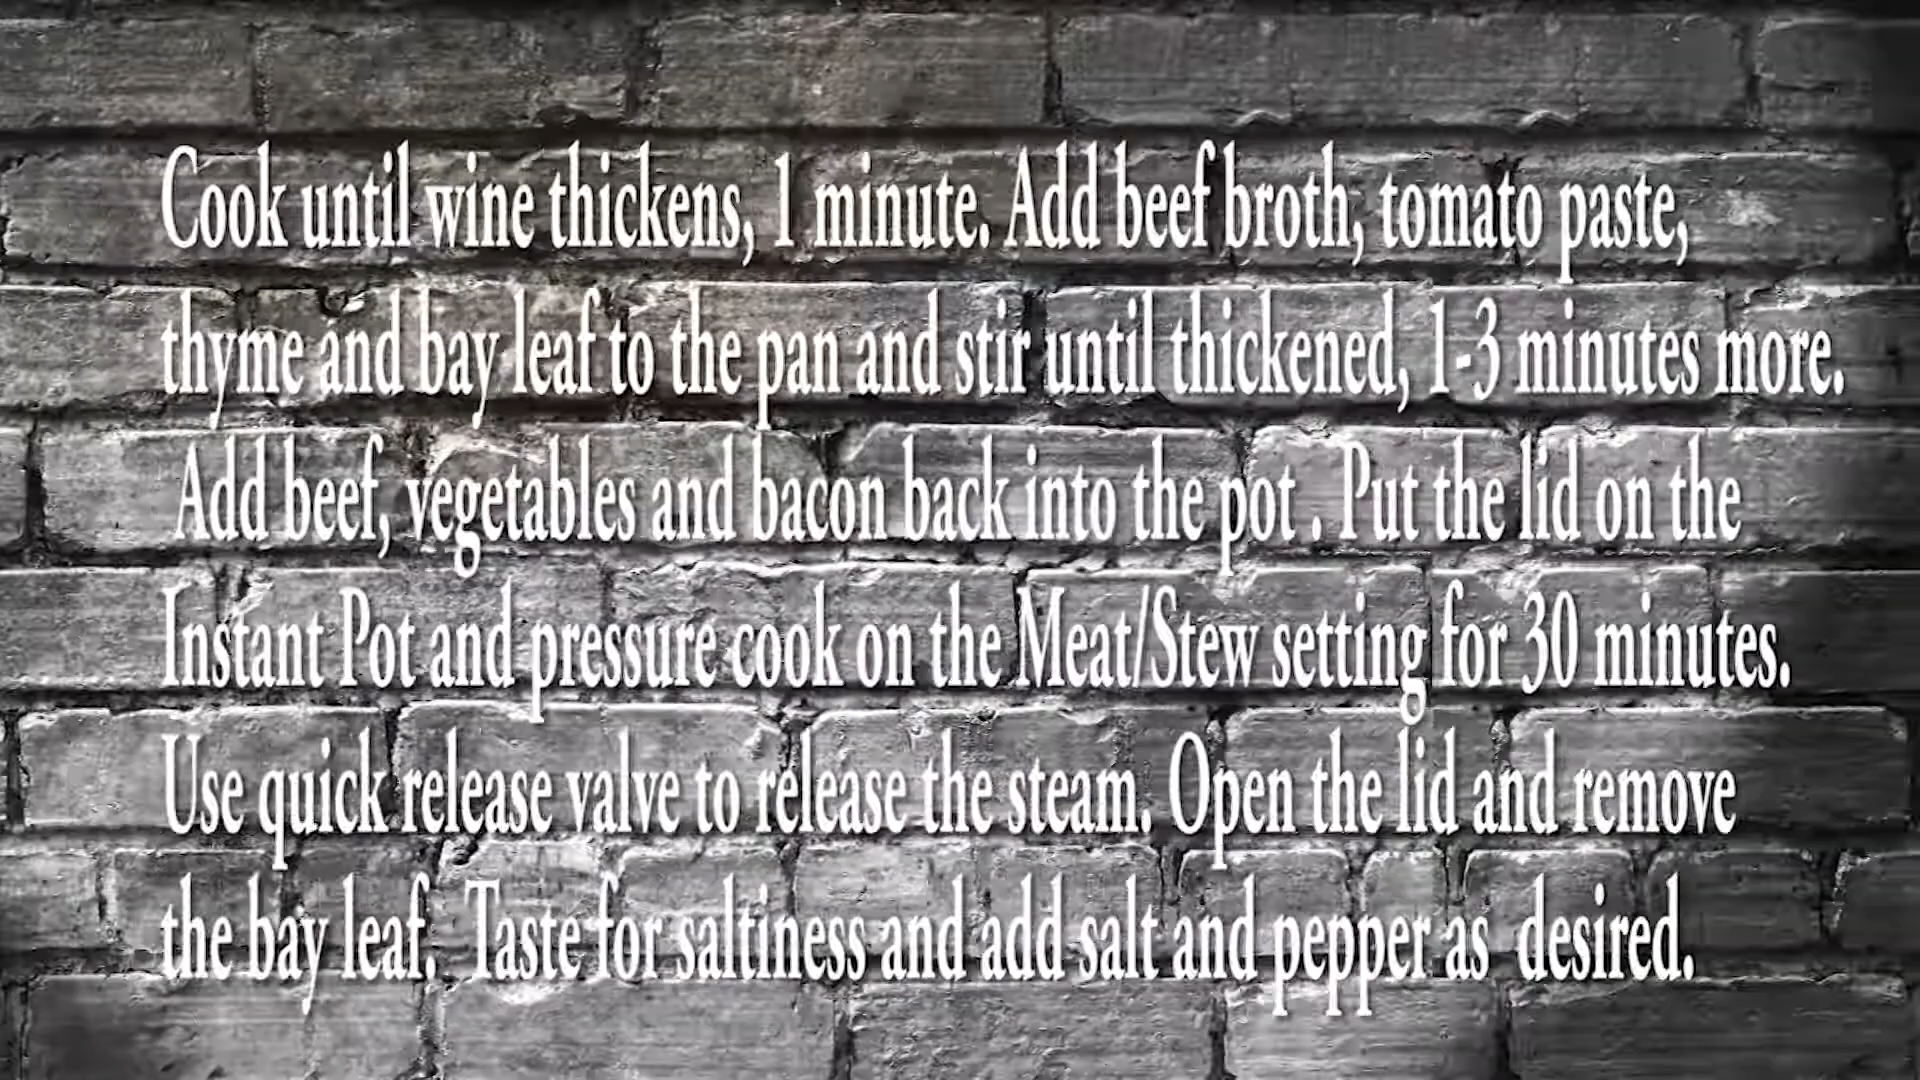 Cook until wine thickens, 1 minute. Add beef broth, tomato paste,
thyme and bay leaf to the pan and stir until thickened, 1-3 minutes more.
Add beef, vegetables and bacon back into the pot . Put the lid on the
Instant Pot and pressure cook on the Meat/Stew setting for 30 minutes.
Use quick release valve to release the steam. Open the lid and remove
the bay leaf. Taste for saltiness and add salt and pepper as desired.